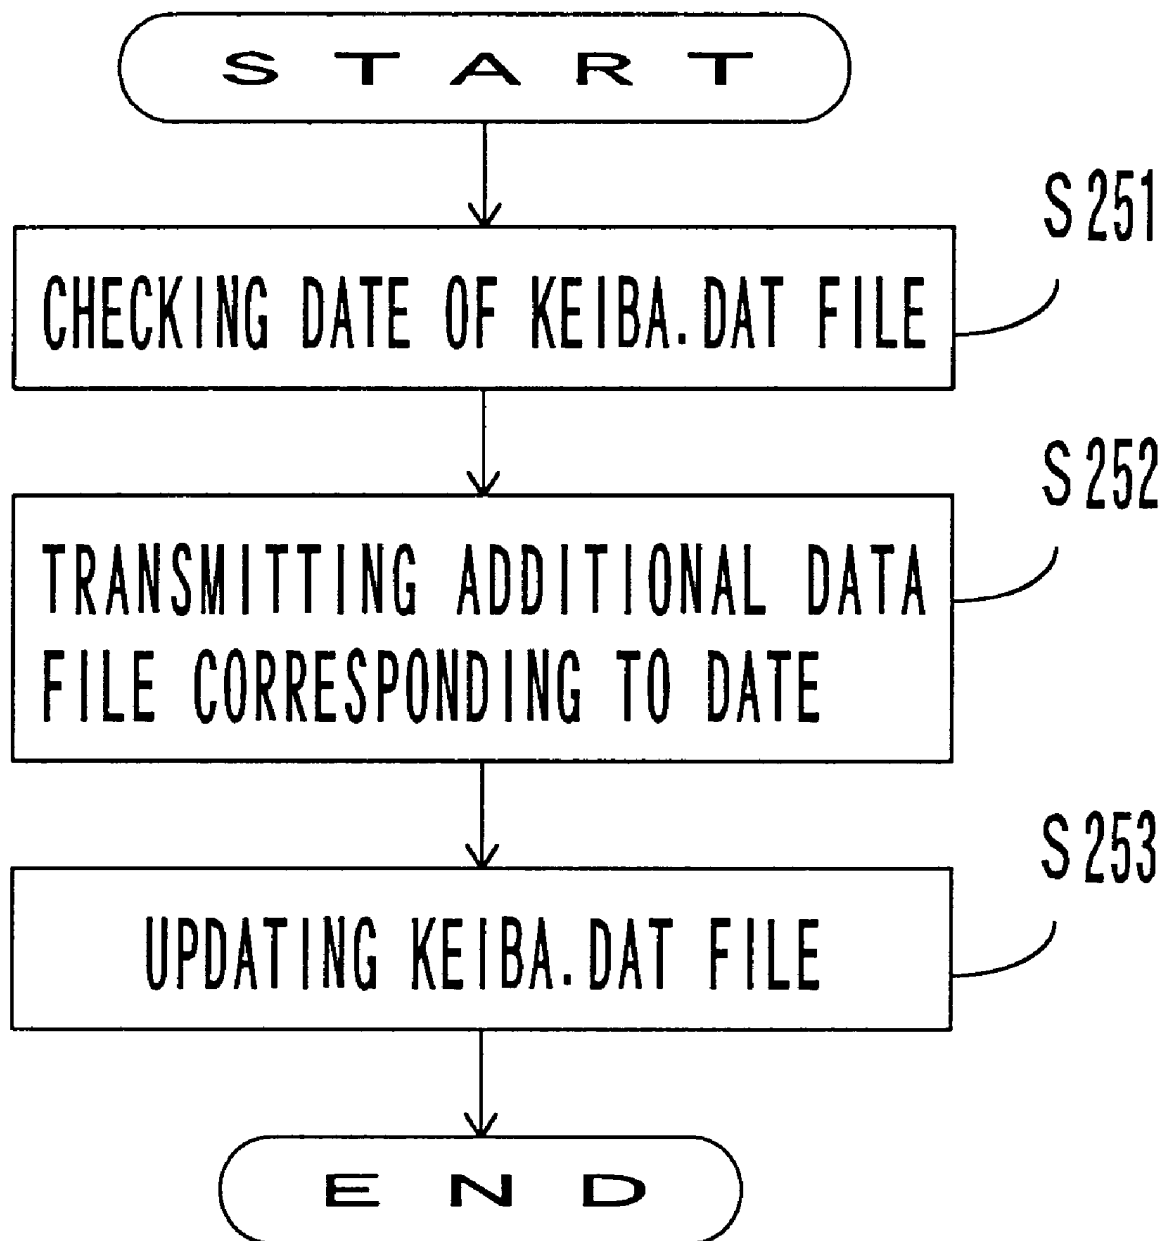 START
S251
CHECKING DATE OF KEIBA.DAT FILE
S252
TRANSMITTING ADDITIONAL DATA
FILE CORRESPONDING TO DATE
S253
UPDATING KEIBA.DAT FILE
END